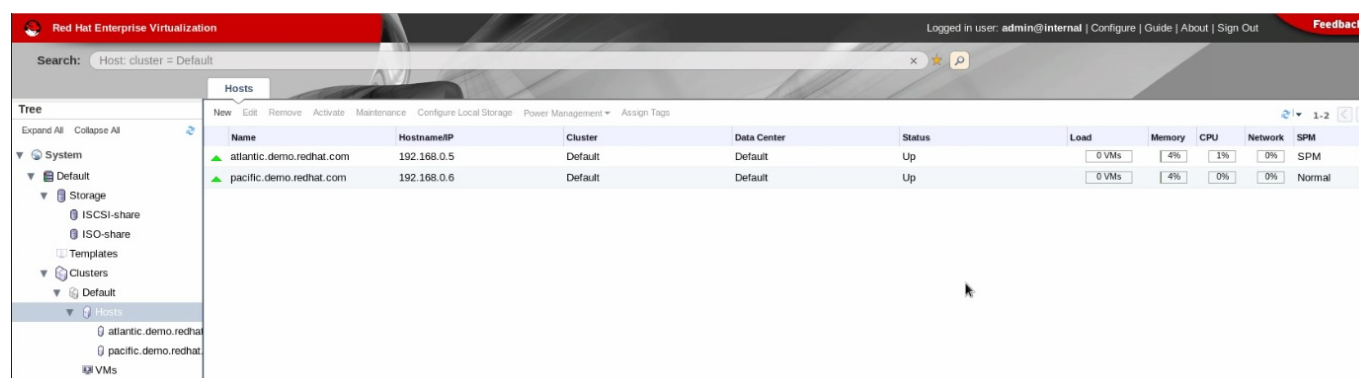 Red Hat Enterprise Virtualization
Logged in user: admin@internal | Configure | Guide | About | Sign Out
Feedbac
Search: Host: cluster = Default
Hosts
Tree
New Edit Remove Activate Maintenance Configure Local Storage Power Management Assign Tags
1-2
Expand All Collapse All
Name Hostname/IP Cluster Data Center Status Load Memory CPU Network SPM
atlantic.demo.redhat.com 192.168.0.5 Default Default Up 0 VMs 4% 1% 0% SPM
pacific.demo.redhat.com 192.168.0.6 Default Default Up 0 VMs 4% 0% 0% Normal
System
Default
Storage
ISCSI-share
ISO-share
Templates
Clusters
Default
Hosts
atlantic.demo.redhat
pacific.demo.redhat.
VMs